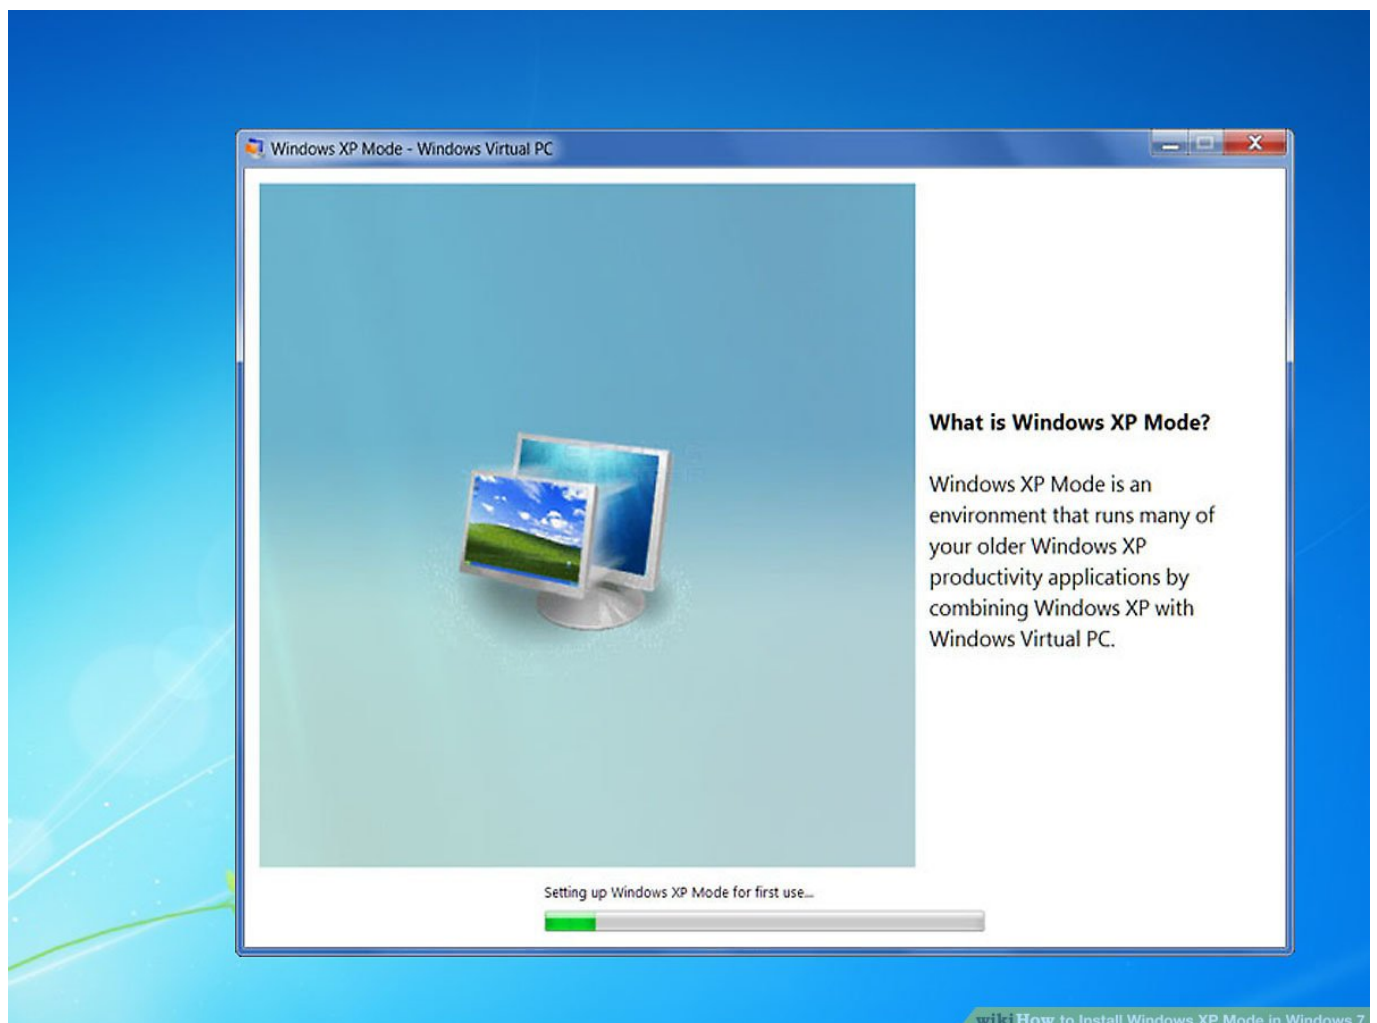 Windows XP Mode - Windows Virtual PC
What is Windows XP Mode?
Windows XP Mode is an
environment that runs many of
your older Windows XP
productivity applications by
combining Windows XP with
Windows Virtual PC.
Setting up Windows XP Mode for first use...
wikiHow to Install Windows XP Mode in Windows 7